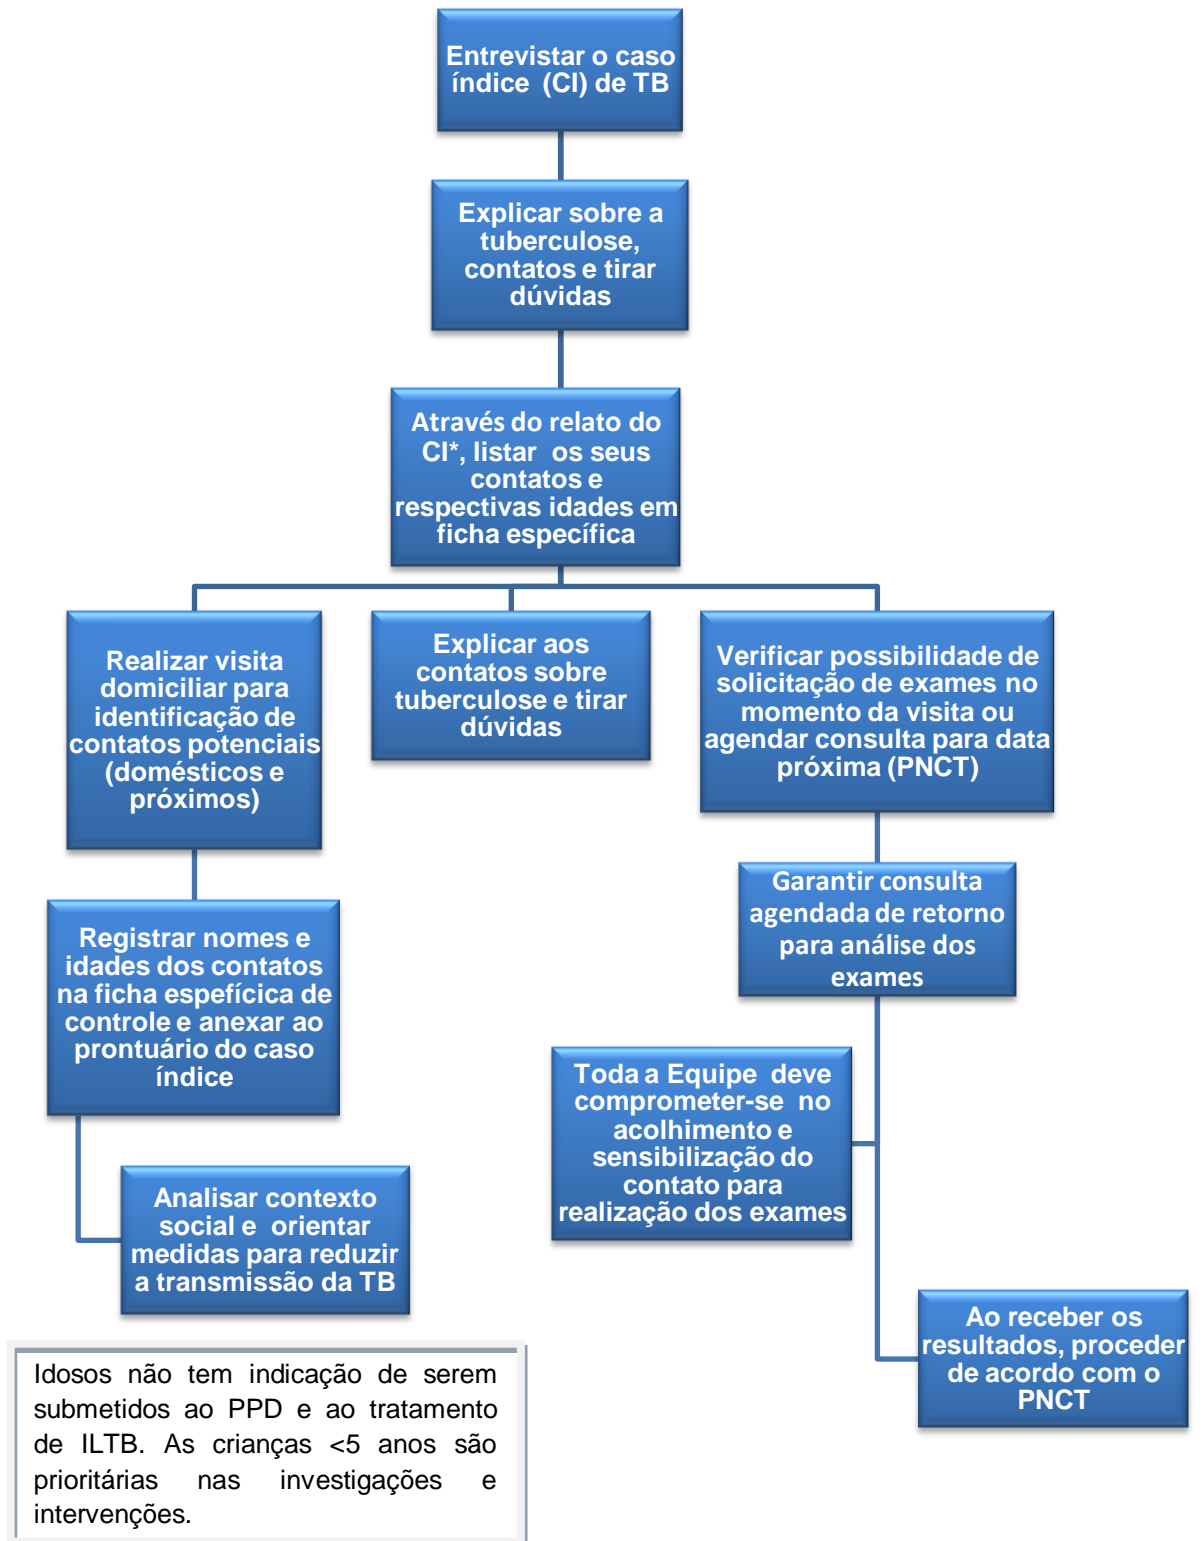 Entrevistar o caso
índice (CI) de TB
Explicar sobre a
tuberculose,
contatos e tirar
dúvidas
Através do relato do
CI*, listar os seus
contatos e
respectivas idades em
ficha específica
Realizar visita
domiciliar para
identificação de
contatos potenciais
(domésticos e
próximos)
Explicar aos
contatos sobre
tuberculose e tirar
dúvidas
Verificar possibilidade de
solicitação de exames no
momento da visita ou
agendar consulta para data
próxima (PNCT)
Registrar nomes e
idades dos contatos
na ficha espefícica de
controle e anexar ao
prontuário do caso
índice
Garantir consulta
agendada de retorno
para análise dos
exames
Toda a Equipe deve
comprometer-se no
acolhimento e
sensibilização do
contato para
realização dos exames
Analisar contexto
social e orientar
medidas para reduzir
a transmissão da TB
Ao receber os
resultados, proceder
de acordo com o
PNCT
Idosos não tem indicação de serem
submetidos ao PPD e ao tratamento
de ILTB. As crianças <5 anos são
prioritárias nas investigações e
intervenções.